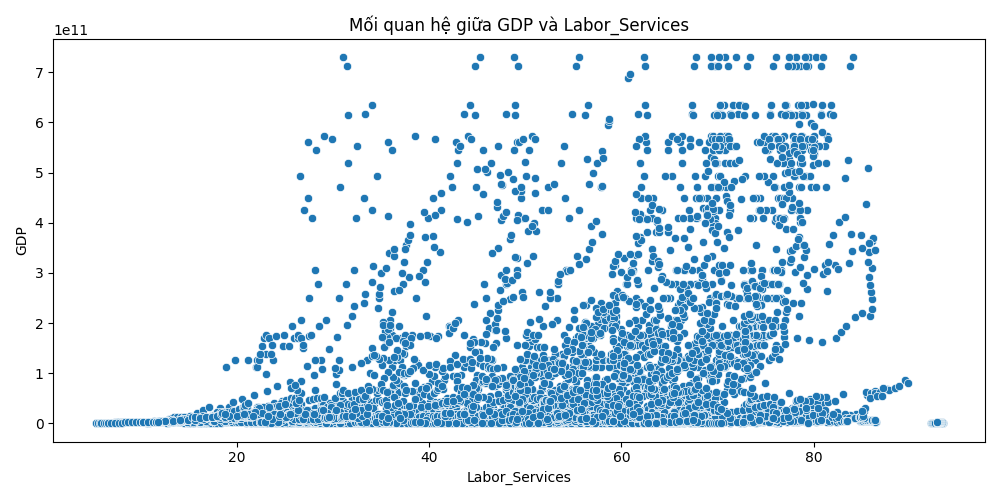 Mối quan hệ giữa GDP và Labor_Services
1e11
7
6
5
4
3
2
1
0
GDP
20 40 60 80
Labor_Services